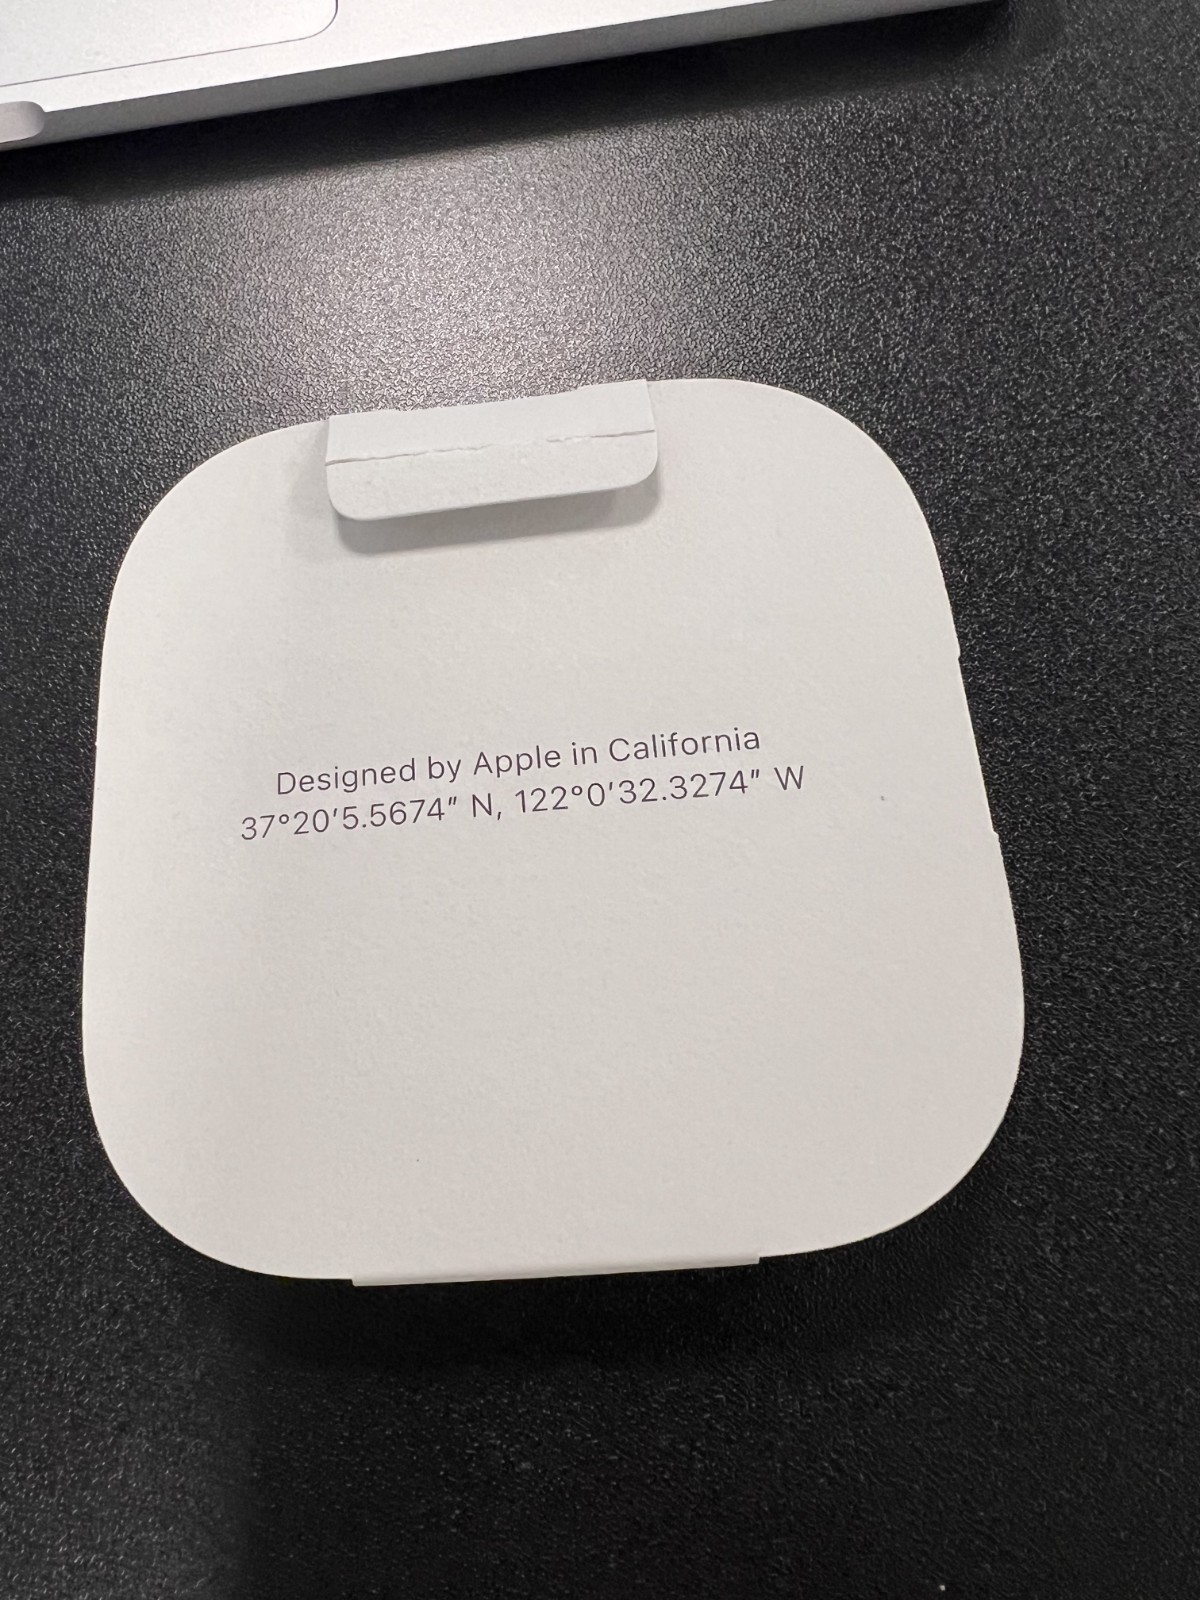 Designed by Apple in California
37°20′5.5674″ N, 122°0′32.3274″ W